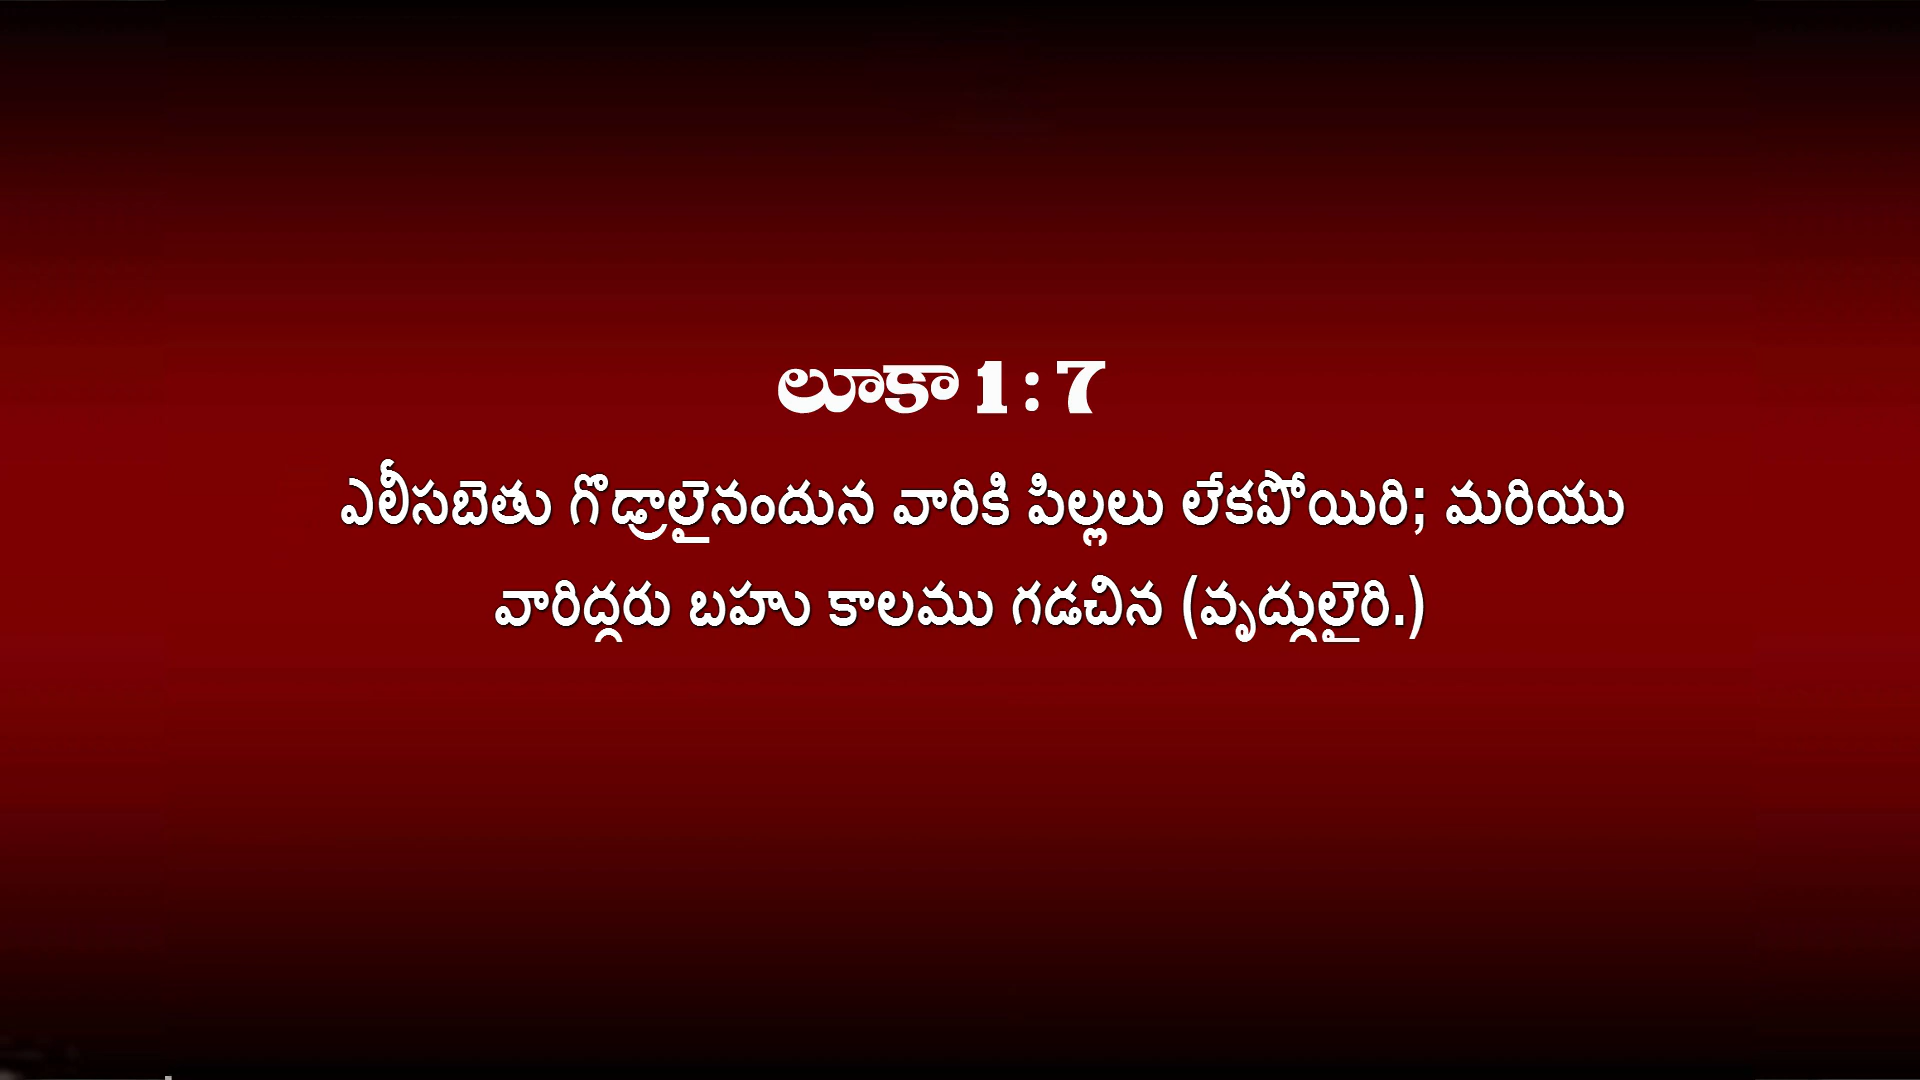 లూకా 1 : 7
ఎలీసబెతు గొడ్రాలైనందున వారికి పిల్లలు లేకపోయిరి; మరియు
వారిద్దరు బహు కాలము గడచిన (వృద్ధులైరి.)